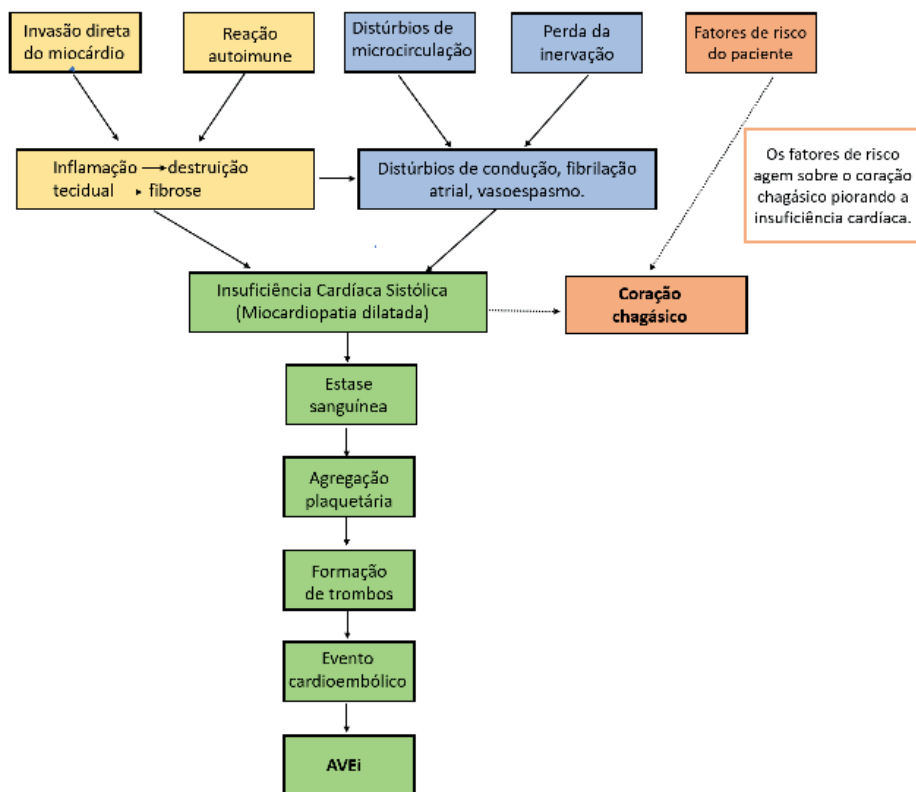 Invasão direta
do miocárdio
Reação
autoimune
Distúrbios de
microcirculação
Perda da
inervação
Fatores de risco
do paciente
Inflamação → destruição
tecidual ▸ fibrose
Distúrbios de condução, fibrilação
atrial, vasoespasmo.
Os fatores de risco
agem sobre o coração
chagásico piorando a
insuficiência cardíaca.
Insuficiência Cardíaca Sistólica
(Miocardiopatia dilatada)
Coração
chagásico
Estase
sanguínea
Agregação
plaquetária
Formação
de trombos
Evento
cardioembólico
AVEi